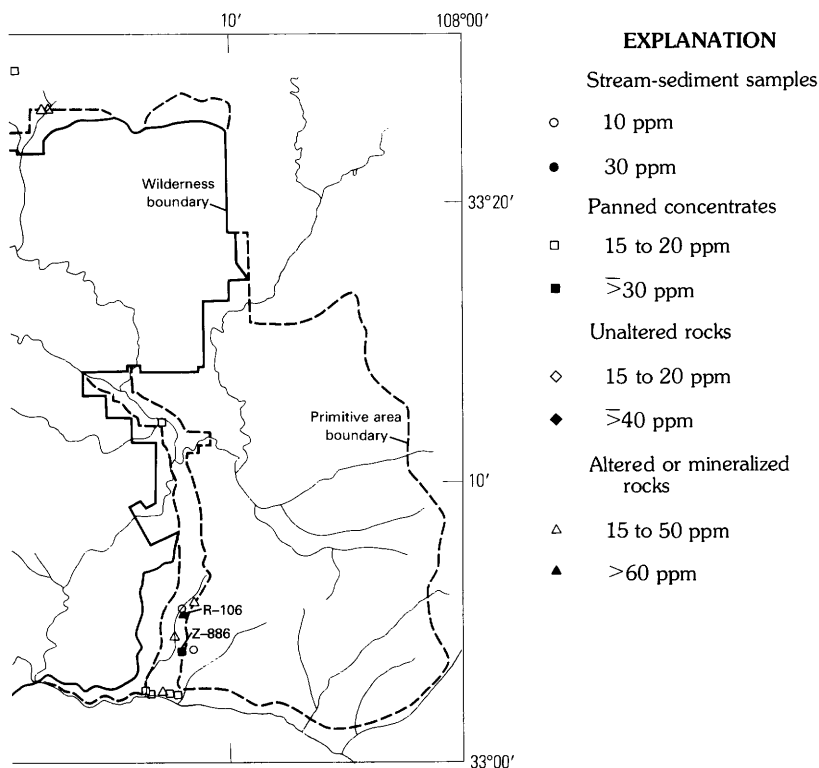 10′
108°00′
Wilderness
boundary
33°20′
Primitive area
boundary
10′
R–106
Z–886
33°00′
EXPLANATION
Stream-sediment samples
10 ppm
30 ppm
Panned concentrates
15 to 20 ppm
>30 ppm
Unaltered rocks
15 to 20 ppm
>40 ppm
Altered or mineralized
rocks
15 to 50 ppm
>60 ppm